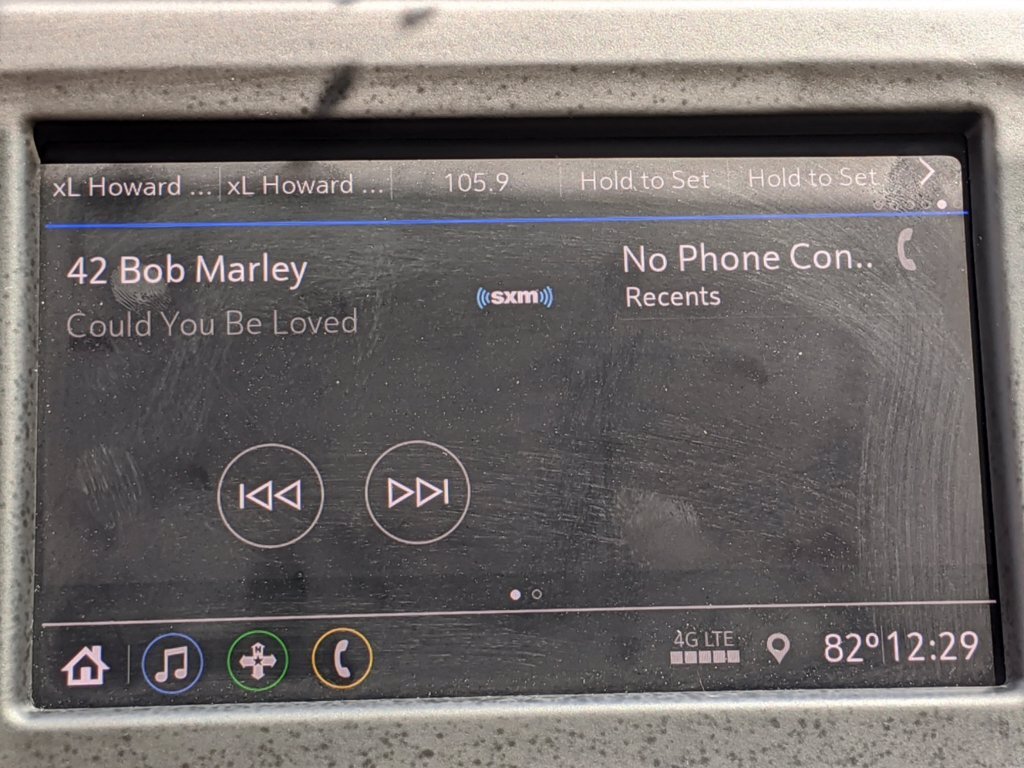 xL Howard ... xL Howard ... 105.9 Hold to Set Hold to Set
42 Bob Marley
Could You Be Loved
sxm
No Phone Con..
Recents
4G LTE
82° 12:29